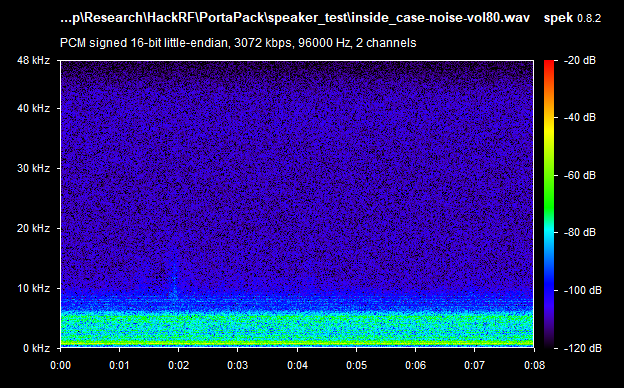 ...p\Research\HackRF\PortaPack\speaker_test\inside_case-noise-vol80.wav spek 0.8.2
PCM signed 16-bit little-endian, 3072 kbps, 96000 Hz, 2 channels
48 kHz -20 dB
40 kHz -40 dB
30 kHz -60 dB
20 kHz -80 dB
10 kHz -100 dB
0 kHz -120 dB
0:00 0:01 0:02 0:03 0:04 0:05 0:06 0:07 0:08